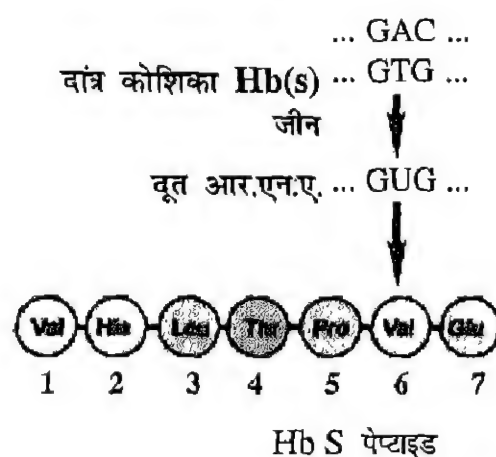 ... GAC ...
दांत्र कोशिका Hb(s) ... GTG ...
जीन
दूत आर.एन.ए. ... GUG ...
Val His Leu Thr Pro Val Glu
1 2 3 4 5 6 7
Hb S पेप्टाइड